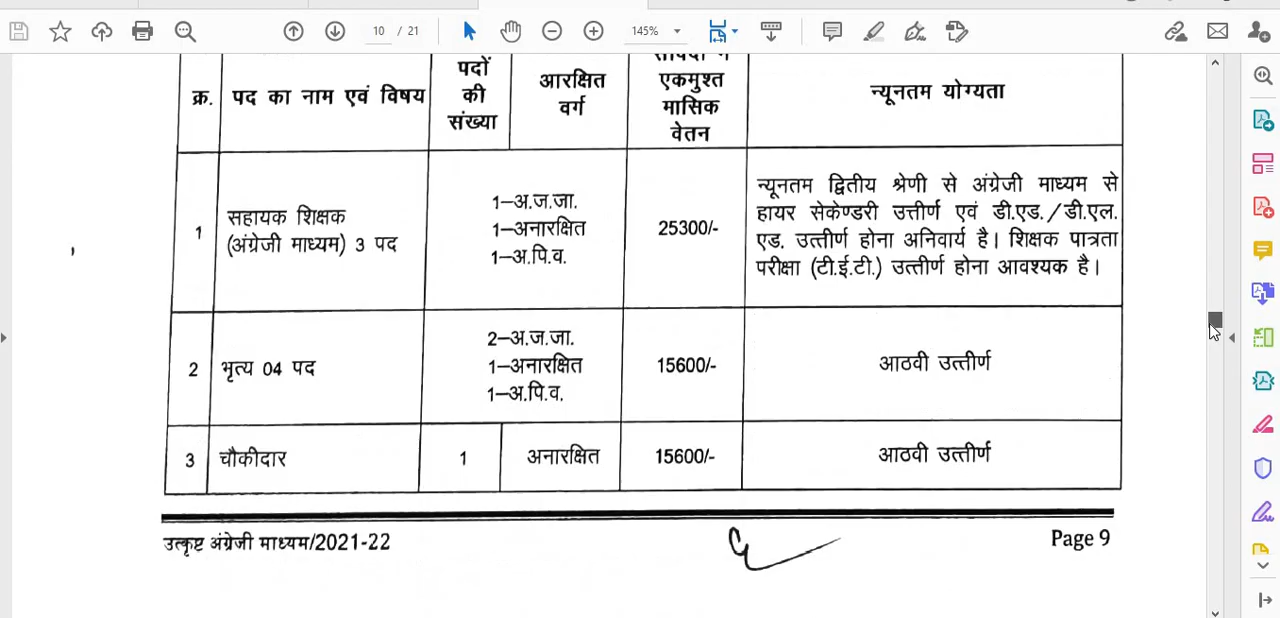 10 / 21
145%
क्र.
पद का नाम एवं विषय
पदों
की
संख्या
आरक्षित
वर्ग
एकमुश्त
मासिक
वेतन
न्यूनतम योग्यता
1
सहायक शिक्षक
(अंग्रेजी माध्यम) 3 पद
1–अ.ज.जा.
1–अनारक्षित
1–अ.पि.व.
25300/-
न्यूनतम द्वितीय श्रेणी से अंग्रेजी माध्यम से
हायर सेकेण्डरी उत्तीर्ण एवं डी.एड./डी.एल.
एड. उत्तीर्ण होना अनिवार्य है। शिक्षक पात्रता
परीक्षा (टी.ई.टी.) उत्तीर्ण होना आवश्यक है।
2
भृत्य 04 पद
2–अ.ज.जा.
1–अनारक्षित
1–अ.पि.व.
15600/-
आठवी उत्तीर्ण
3
चौकीदार
1
अनारक्षित
15600/-
आठवी उत्तीर्ण
उत्कृष्ट अंग्रेजी माध्यम/2021-22
Page 9